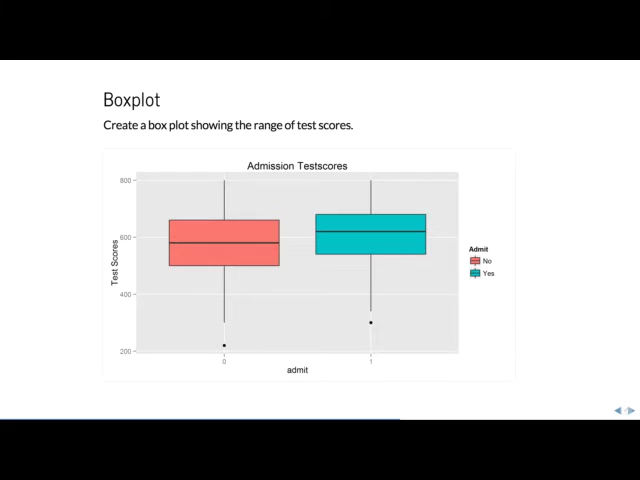 Boxplot
Create a box plot showing the range of test scores.
Admission Testscores
800
600
400
200
Test Scores
0
1
admit
Admit
No
Yes